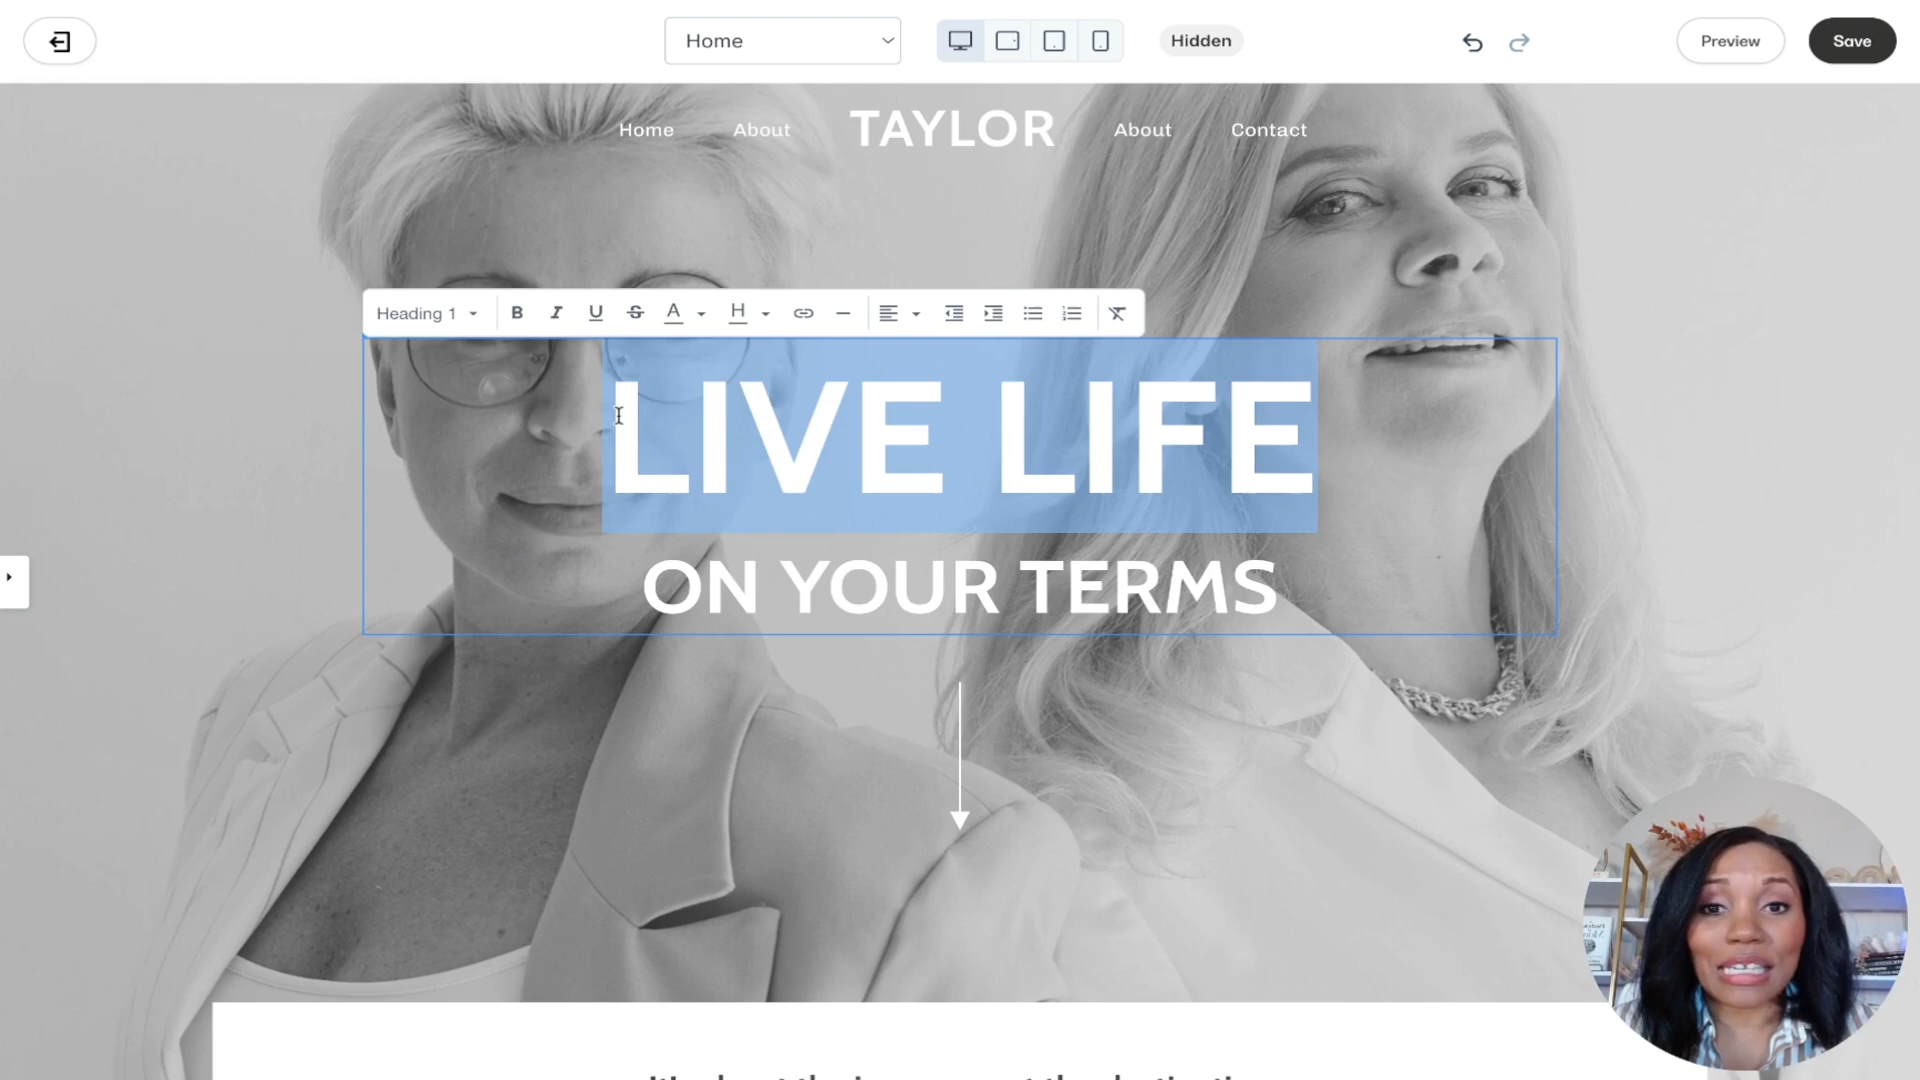 Home
Hidden
Preview
Save
Home
About
TAYLOR
About
Contact
Heading 1
B I U S A H
LIVE LIFE
ON YOUR TERMS